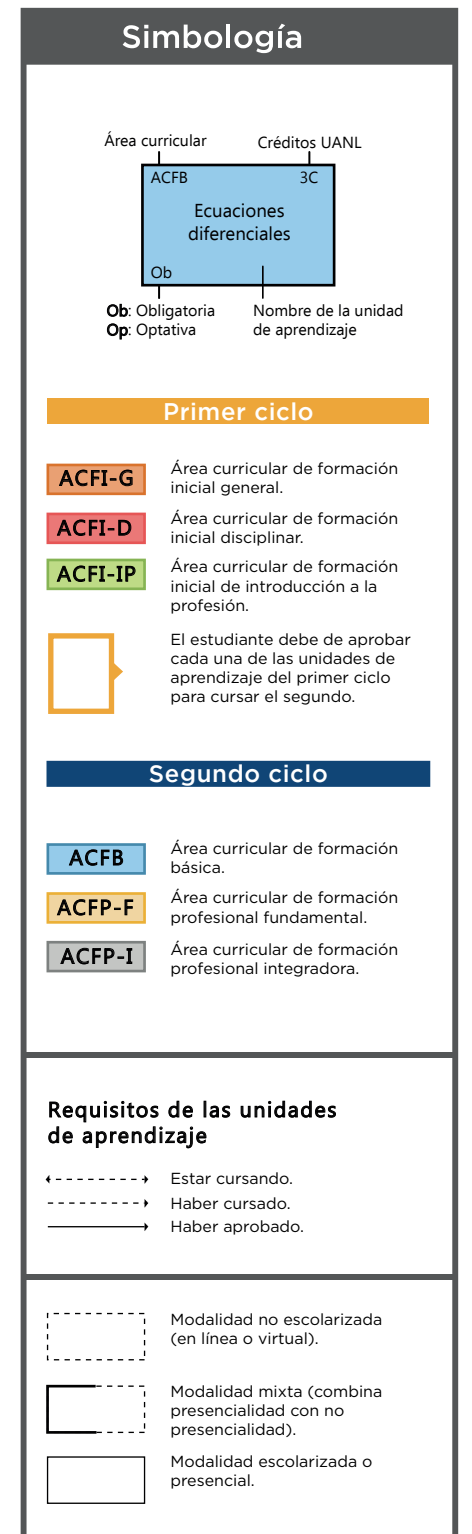 Simbología
Área curricular
Créditos UANL
ACFB
3C
Ecuaciones
diferenciales
Ob
Ob: Obligatoria
Op: Optativa
Nombre de la unidad
de aprendizaje
Primer ciclo
ACFI-G
Área curricular de formación
inicial general.
ACFI-D
Área curricular de formación
inicial disciplinar.
ACFI-IP
Área curricular de formación
inicial de introducción a la
profesión.
El estudiante debe de aprobar
cada una de las unidades de
aprendizaje del primer ciclo
para cursar el segundo.
Segundo ciclo
ACFB
Área curricular de formación
básica.
ACFP-F
Área curricular de formación
profesional fundamental.
ACFP-I
Área curricular de formación
profesional integradora.
Requisitos de las unidades
de aprendizaje
Estar cursando.
Haber cursado.
Haber aprobado.
Modalidad no escolarizada
(en línea o virtual).
Modalidad mixta (combina
presencialidad con no
presencialidad).
Modalidad escolarizada o
presencial.